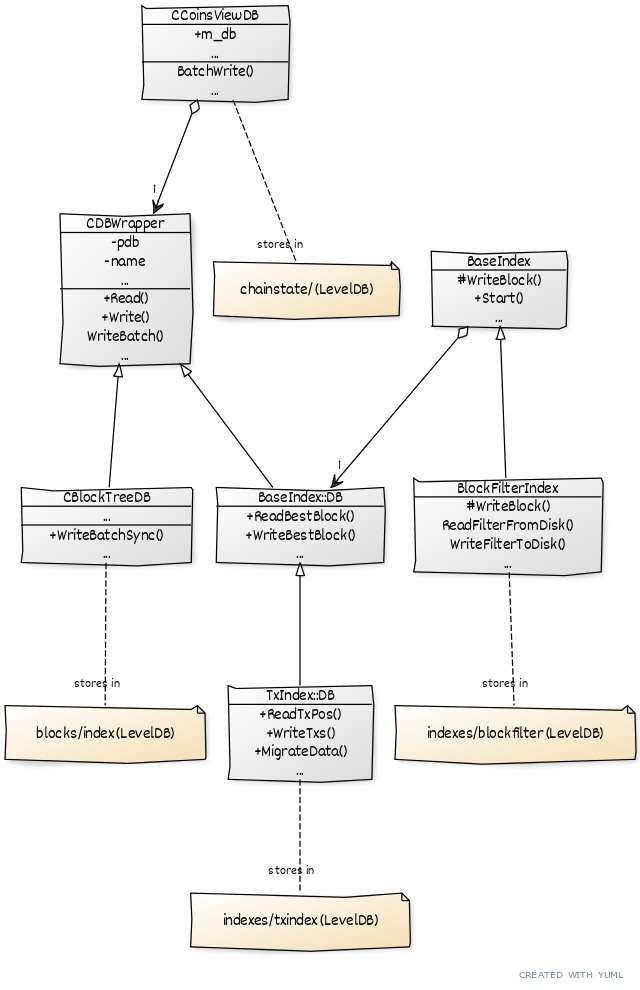 CCoinsViewDB
+m_db
...
BatchWrite()
...
1
stores in
CDBWrapper
-pdb
-name
...
+Read()
+Write()
WriteBatch()
...
chainstate/ (LevelDB)
BaseIndex
#WriteBlock()
+Start()
...
1
CBlockTreeDB
...
+WriteBatchSync()
...
BaseIndex::DB
+ReadBestBlock()
+WriteBestBlock()
...
BlockFilterIndex
#WriteBlock()
ReadFilterFromDisk()
WriteFilterToDisk()
...
stores in
stores in
blocks/index (LevelDB)
TxIndex::DB
+ReadTxPos()
+WriteTxs()
+MigrateData()
...
indexes/blockfilter (LevelDB)
stores in
indexes/txindex (LevelDB)
CREATED WITH YUML